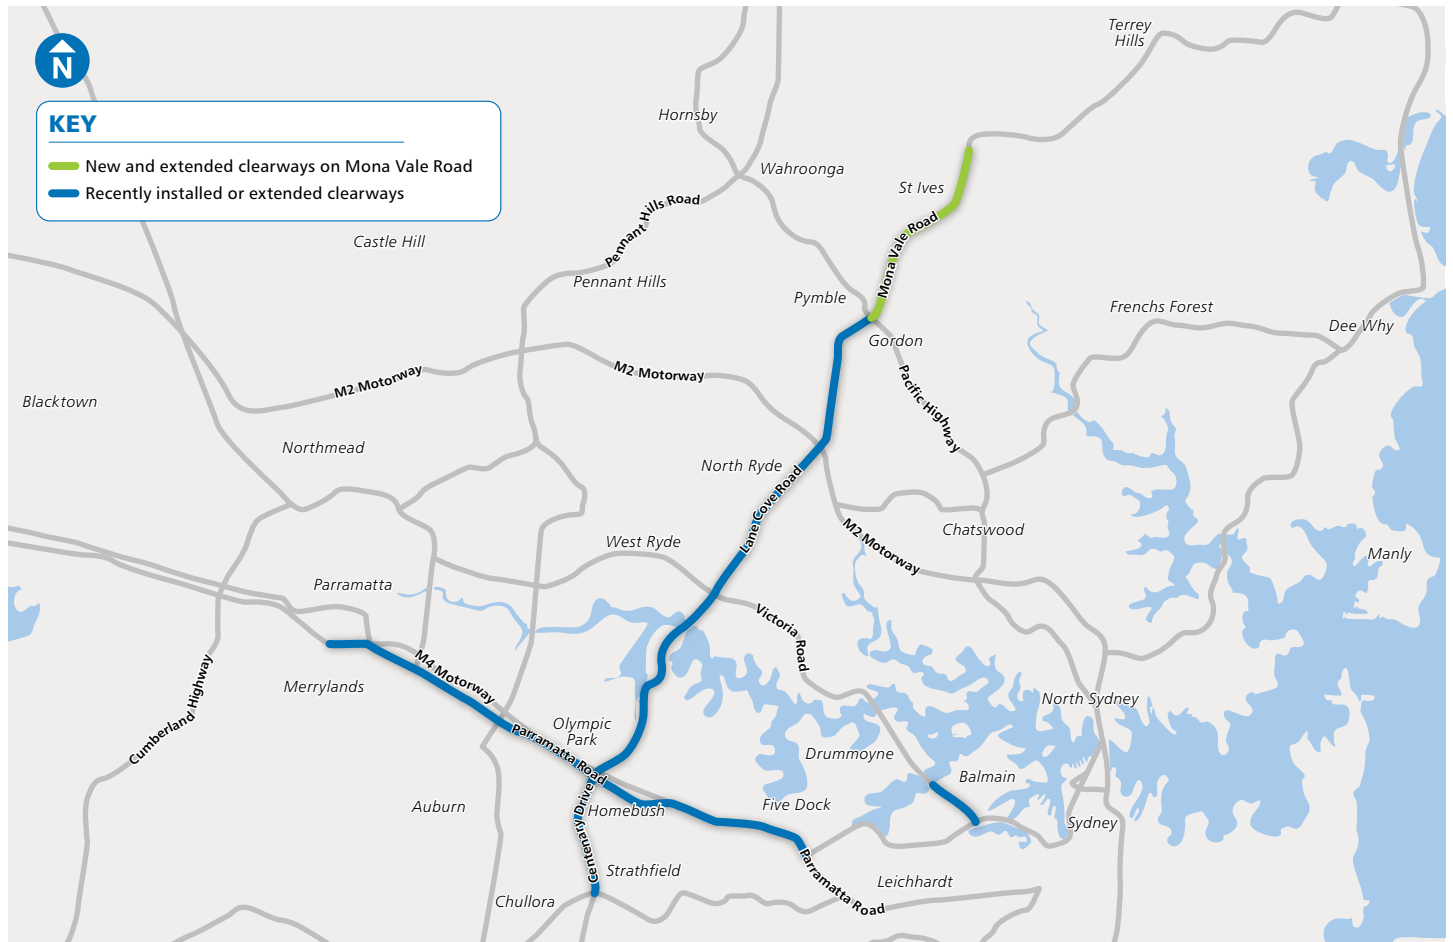 N
KEY
New and extended clearways on Mona Vale Road
Recently installed or extended clearways
Terrey
Hills
Hornsby
Wahroonga
St Ives
Pennant Hills Road
Castle Hill
Mona Vale Road
Pennant Hills
Pymble
Frenchs Forest
Dee Why
Gordon
M2 Motorway
M2 Motorway
Blacktown
Pacific Highway
Northmead
North Ryde
Lane Cove Road
Chatswood
West Ryde
M2 Motorway
Manly
Parramatta
Victoria Road
Merrylands
M4 Motorway
Cumberland Highway
North Sydney
Olympic
Park
Parramatta Road
Drummoyne
Balmain
Auburn
Centenary Drive
Homebush
Five Dock
Sydney
Strathfield
Parramatta Road
Leichhardt
Chullora